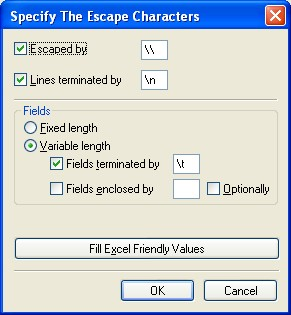 Specify The Escape Characters
Escaped by \\
Lines terminated by \n
Fields
Fixed length
Variable length
Fields terminated by \t
Fields enclosed by Optionally
Fill Excel Friendly Values
OK Cancel